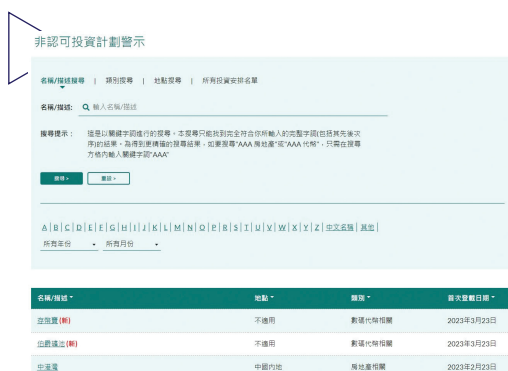 非認可投資計劃警示
名稱/描述搜尋 | 類別搜尋 | 地點搜尋 | 所有投資安排名單
名稱/描述: 輸入名稱/描述
搜尋提示： 這是以關鍵字詞進行的搜尋。本搜尋只能找到完全符合你所輸入的完整字詞(包括其先後次
序)的結果。為得到更精確的搜尋結果，如要搜尋"AAA 房地產"或"AAA 代幣"，只需在搜尋
方格內輸入關鍵字詞"AAA"
搜尋 » 重設 »
A | B | C | D | E | F | G | H | I | J | K | L | M | N | O | P | R | S | T | U | V | W | X | Y | Z | 中文名稱 | 其他 |
所有年份 所有月份
名稱/描述 地點 類別 首次登載日期
存幣寶(新) 不適用 數碼代幣相關 2023年3月23日
伯爵礦池(新) 不適用 數碼代幣相關 2023年3月23日
中港灣 中國內地 房地產相關 2023年2月23日